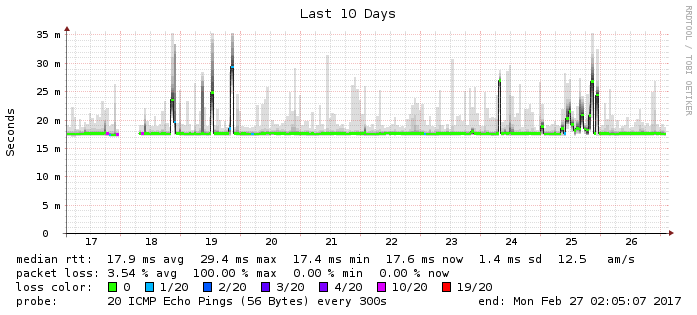 Last 10 Days
RRDTOOL / TOBI OETIKER
Seconds
35 m
30 m
25 m
20 m
15 m
10 m
5 m
0
17 18 19 20 21 22 23 24 25 26
median rtt: 17.9 ms avg 29.4 ms max 17.4 ms min 17.6 ms now 1.4 ms sd 12.5 am/s
packet loss: 3.54 % avg 100.00 % max 0.00 % min 0.00 % now
loss color: 0 1/20 2/20 3/20 4/20 10/20 19/20
probe: 20 ICMP Echo Pings (56 Bytes) every 300s end: Mon Feb 27 02:05:07 2017